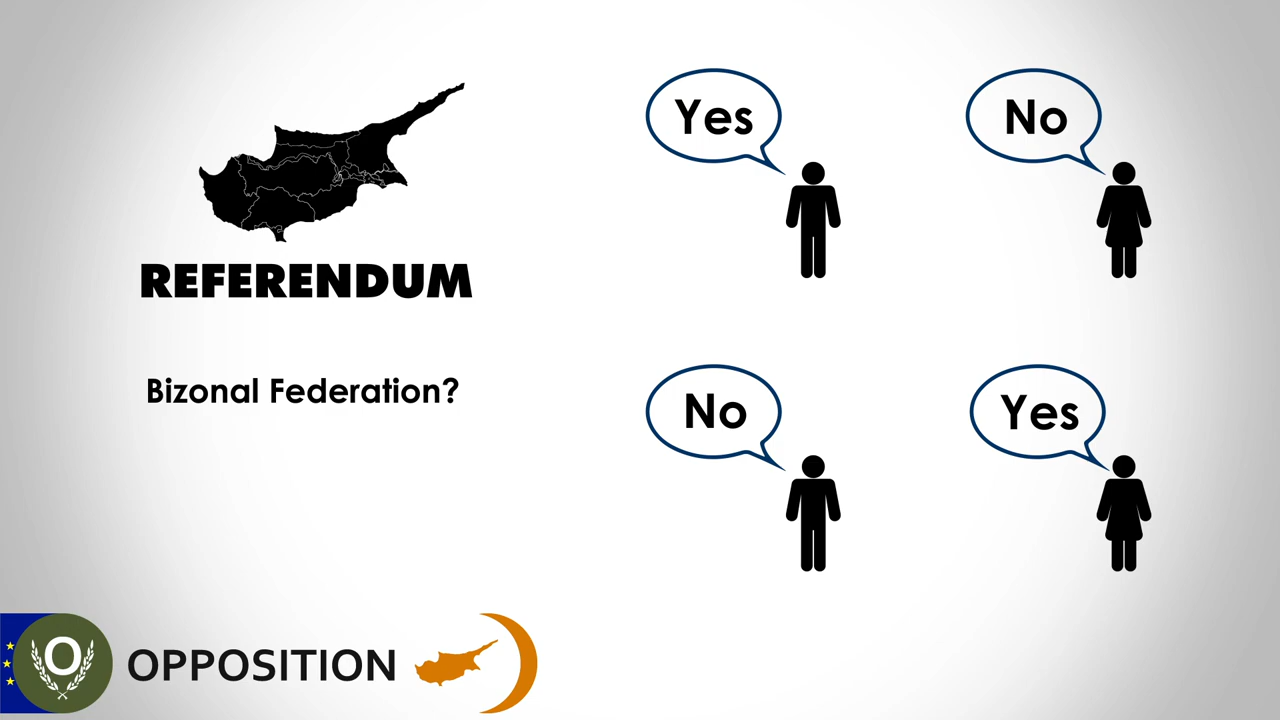 Yes
No
REFERENDUM
Bizonal Federation?
No
Yes
O
OPPOSITION